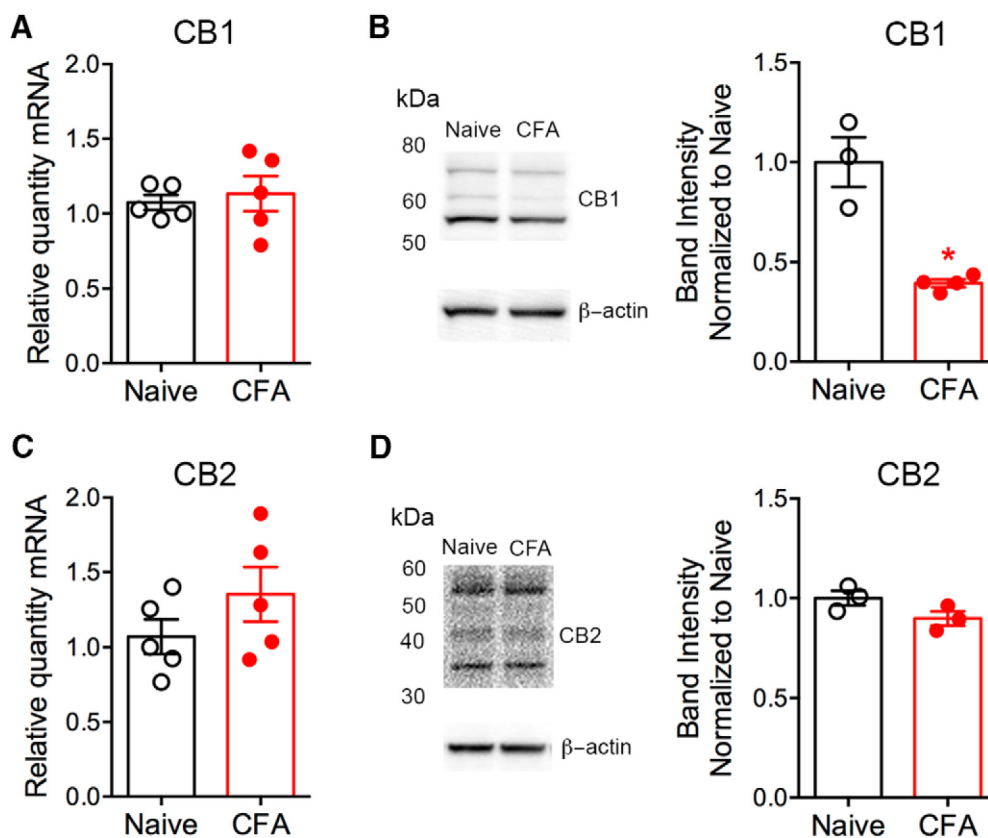 A
CB1
Relative quantity mRNA
2.0
1.5
1.0
0.5
0.0
Naive
CFA
B
kDa
Naive
CFA
80
60
50
CB1
β–actin
CB1
Band Intensity
Normalized to Naive
1.5
1.0
0.5
0.0
*
Naive
CFA
C
CB2
Relative quantity mRNA
2.0
1.5
1.0
0.5
0.0
Naive
CFA
D
kDa
Naive
CFA
60
50
40
30
CB2
β–actin
CB2
Band Intensity
Normalized to Naive
1.5
1.0
0.5
0.0
Naive
CFA